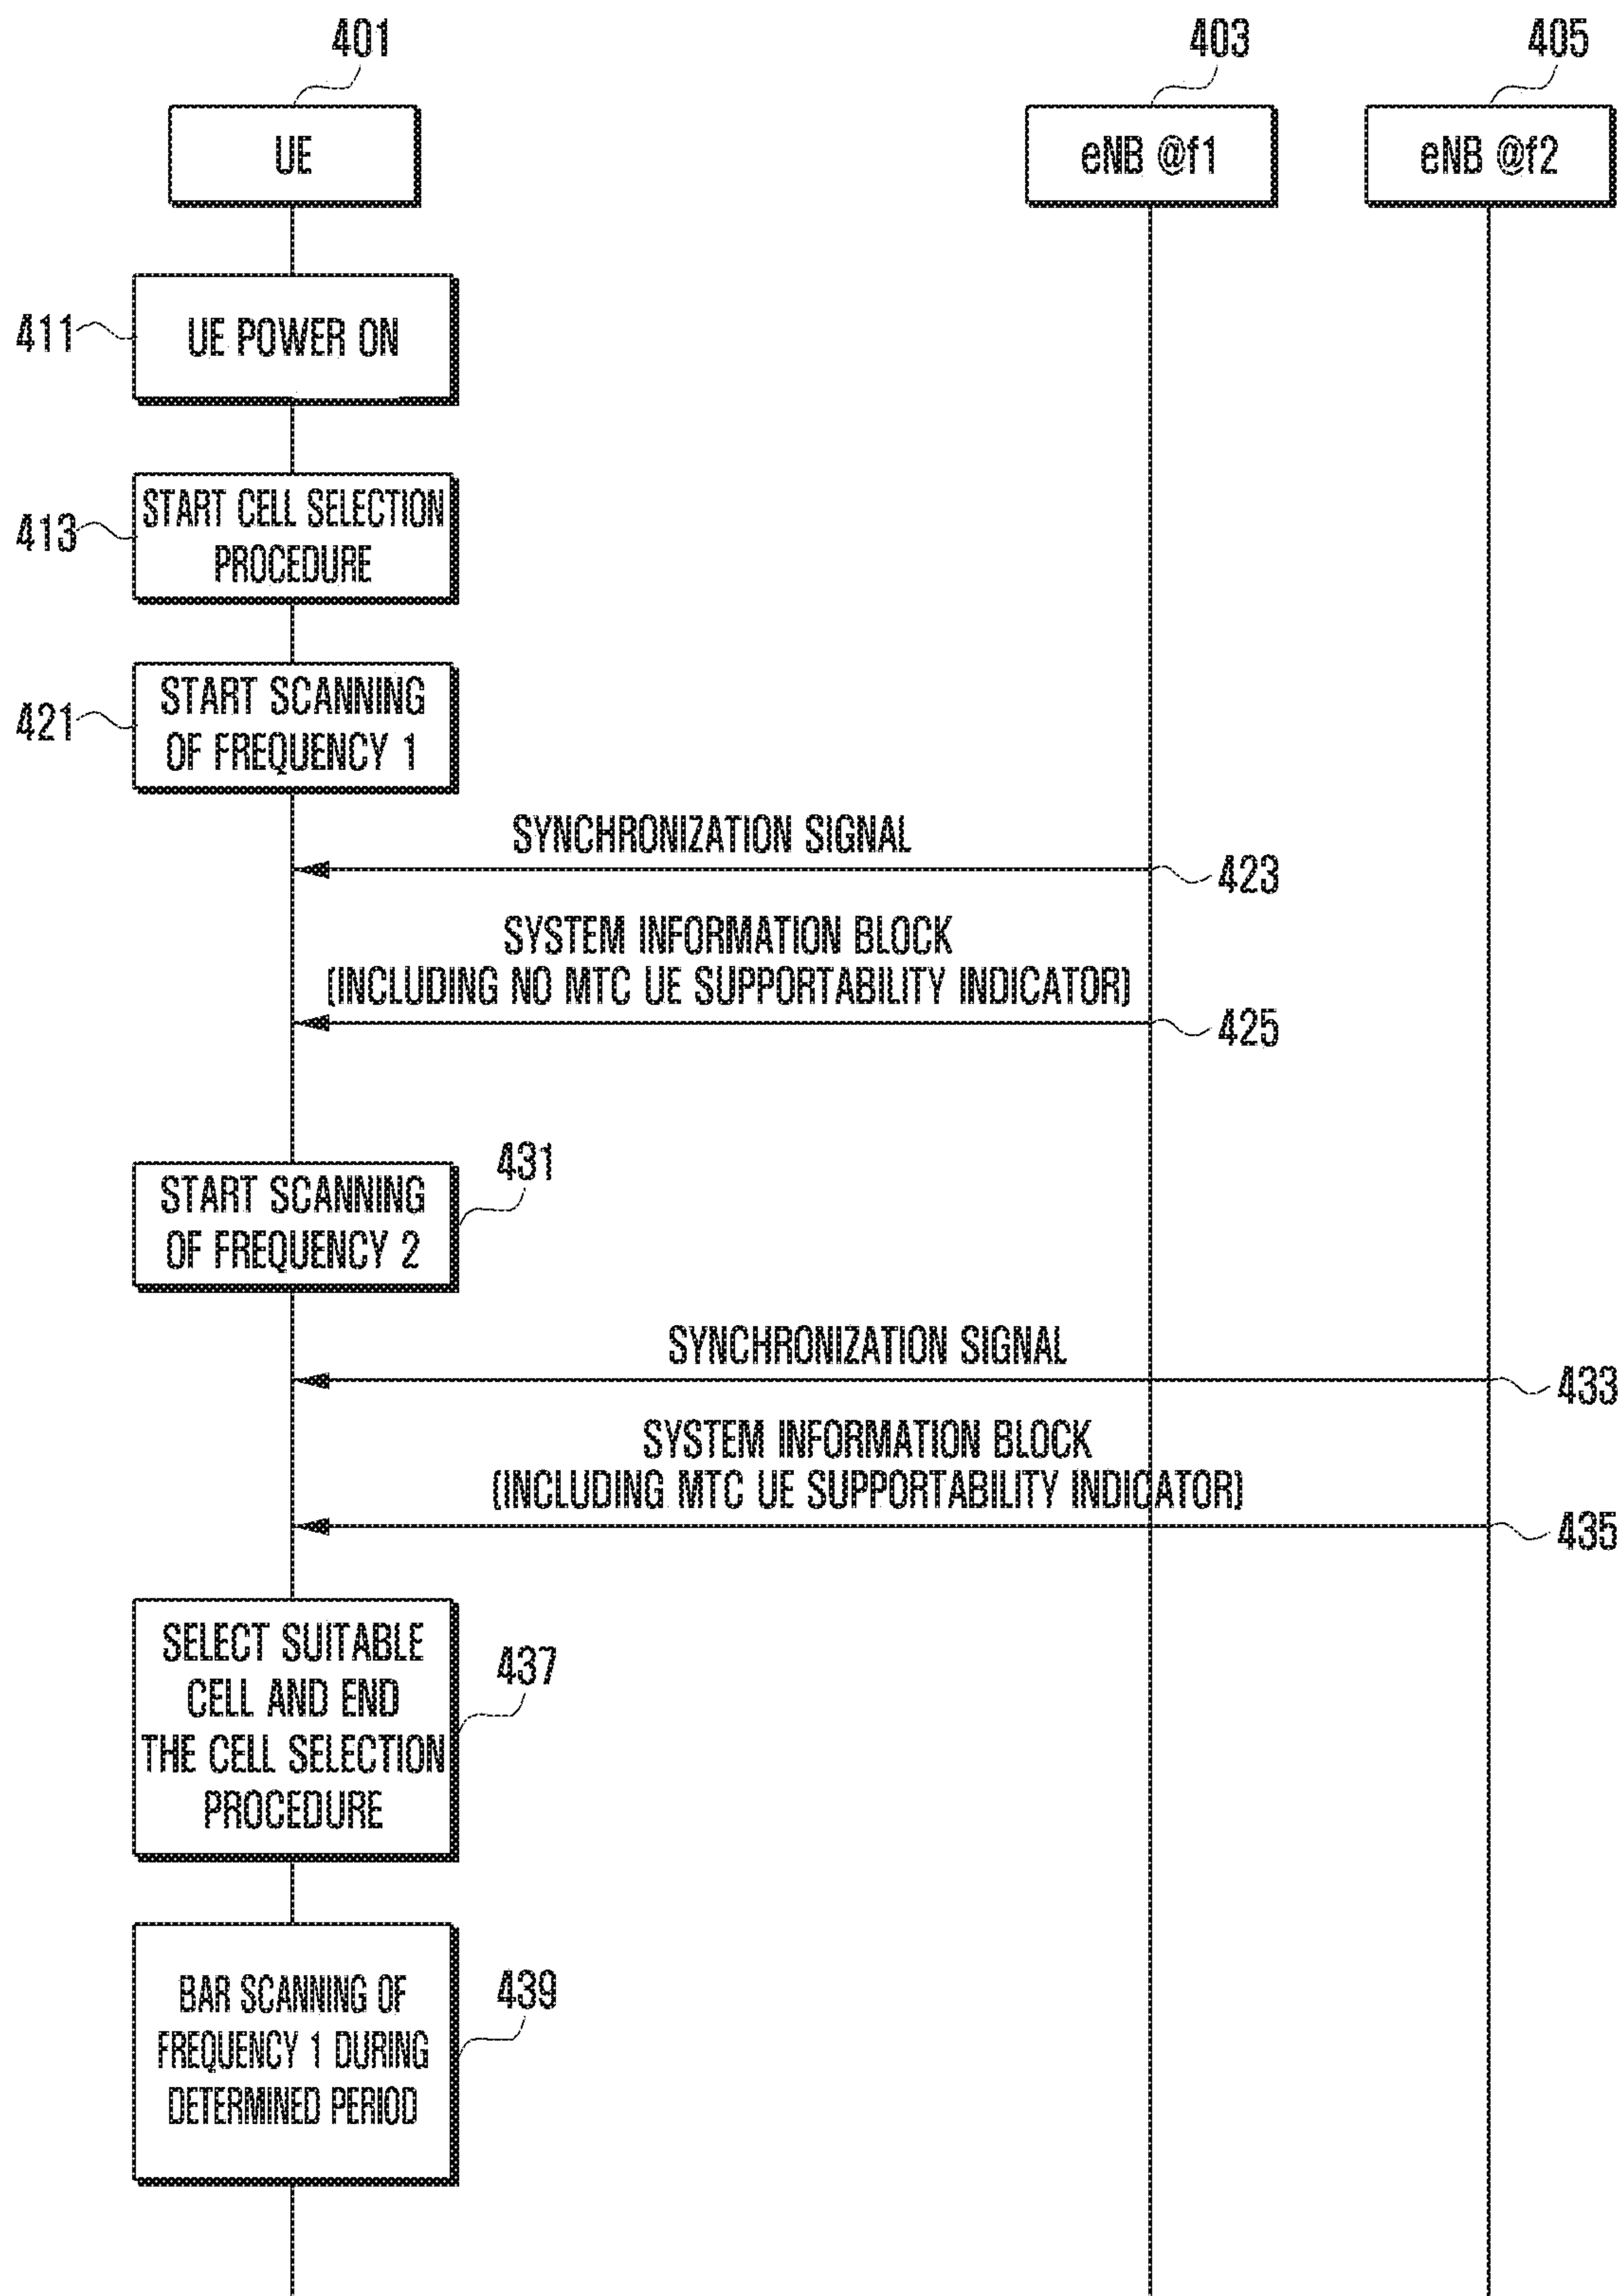 401
403
405
UE
eNB @f1
eNB @f2
411
UE POWER ON
413
START CELL SELECTION
PROCEDURE
421
START SCANNING
OF FREQUENCY 1
SYNCHRONIZATION SIGNAL
423
SYSTEM INFORMATION BLOCK
(INCLUDING NO MTC UE SUPPORTABILITY INDICATOR)
425
431
START SCANNING
OF FREQUENCY 2
SYNCHRONIZATION SIGNAL
433
SYSTEM INFORMATION BLOCK
(INCLUDING MTC UE SUPPORTABILITY INDICATOR)
435
SELECT SUITABLE
CELL AND END
THE CELL SELECTION
PROCEDURE
437
BAR SCANNING OF
FREQUENCY 1 DURING
DETERMINED PERIOD
439